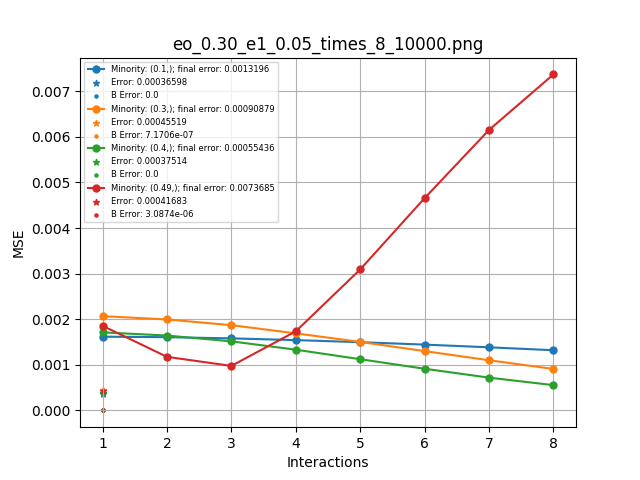 eo_0.30_e1_0.05_times_8_10000.png
Minority: (0.1,); final error: 0.0013196
Error: 0.00036598
B Error: 0.0
Minority: (0.3,); final error: 0.00090879
Error: 0.00045519
B Error: 7.1706e-07
Minority: (0.4,); final error: 0.00055436
Error: 0.00037514
B Error: 0.0
Minority: (0.49,); final error: 0.0073685
Error: 0.00041683
B Error: 3.0874e-06
0.007
0.006
0.005
0.004
0.003
0.002
0.001
0.000
MSE
1 2 3 4 5 6 7 8
Interactions